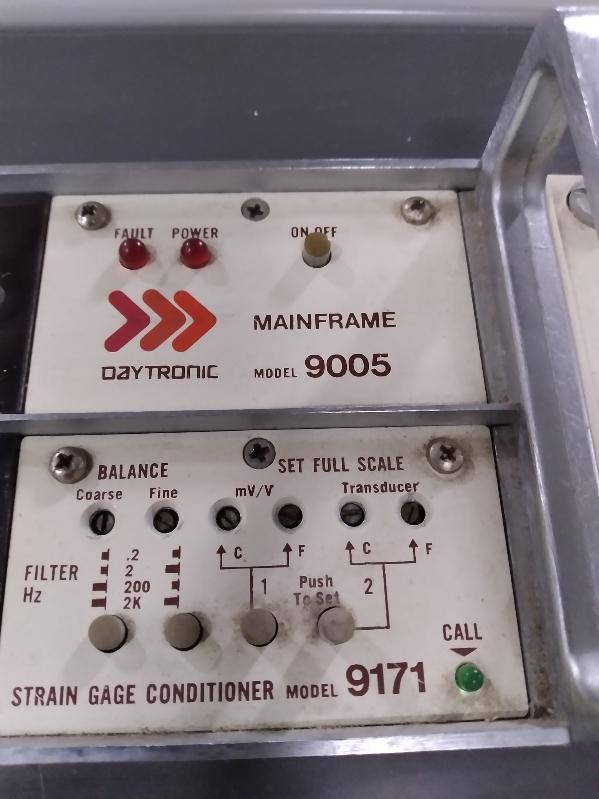 FAULT POWER ON OFF
MAINFRAME
DAYTRONIC MODEL 9005
BALANCE SET FULL SCALE
Coarse Fine mV/V Transducer
C F C F
FILTER Hz
.2
2
200
2K
1 Push To Set 2
CALL
STRAIN GAGE CONDITIONER MODEL 9171